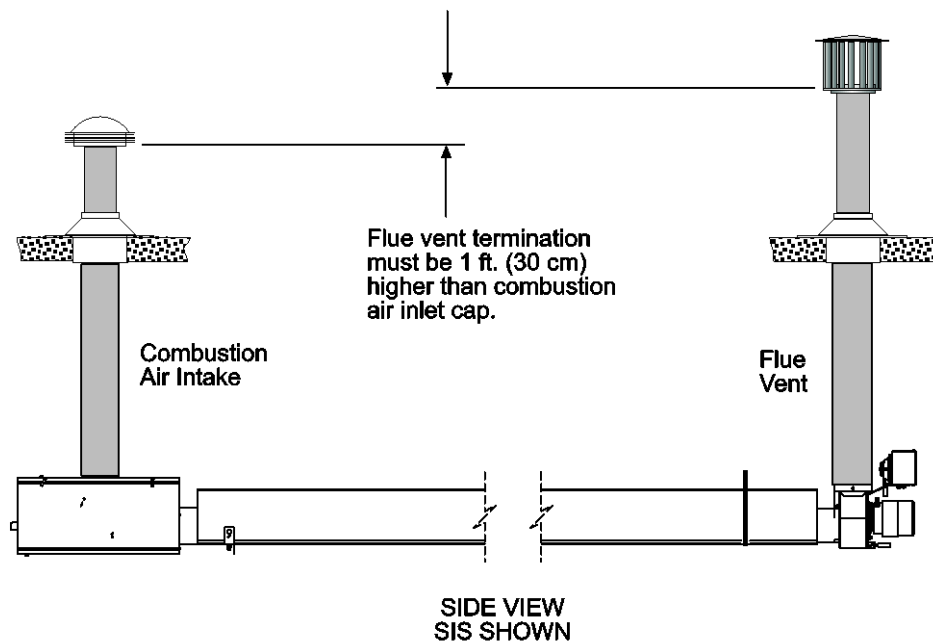 Flue vent termination
must be 1 ft. (30 cm)
higher than combustion
air inlet cap.
Combustion
Air Intake
Flue
Vent
SIDE VIEW
SIS SHOWN